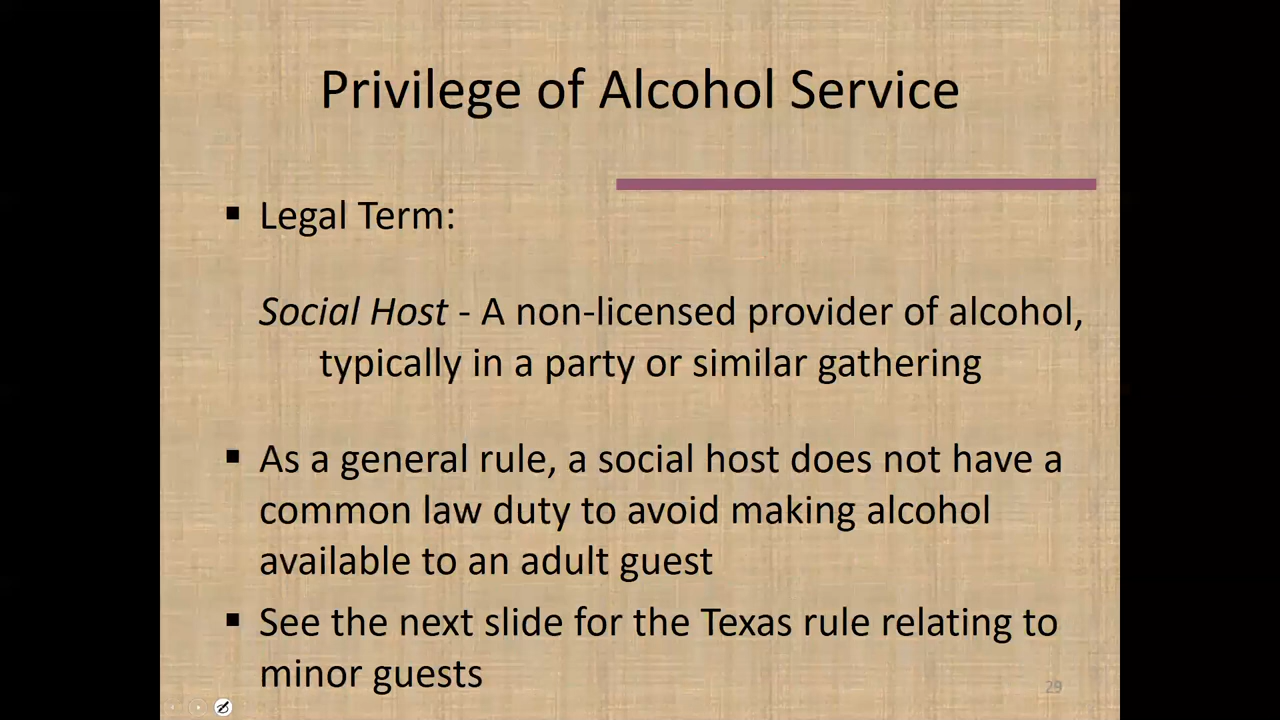 Privilege of Alcohol Service
▪ Legal Term:
Social Host - A non-licensed provider of alcohol,
typically in a party or similar gathering
▪ As a general rule, a social host does not have a
common law duty to avoid making alcohol
available to an adult guest
▪ See the next slide for the Texas rule relating to
minor guests
29